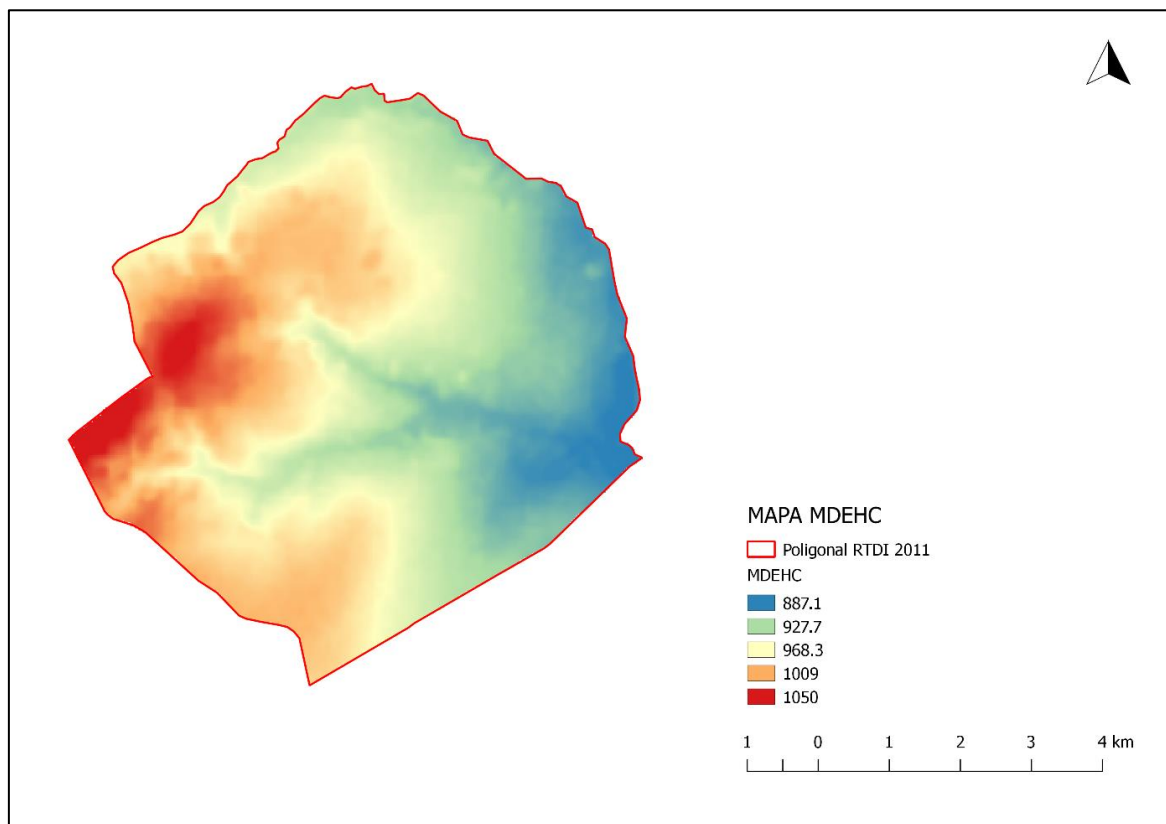 MAPA MDEHC
Poligonal RTDI 2011
MDEHC
887.1
927.7
968.3
1009
1050
1 0 1 2 3 4 km